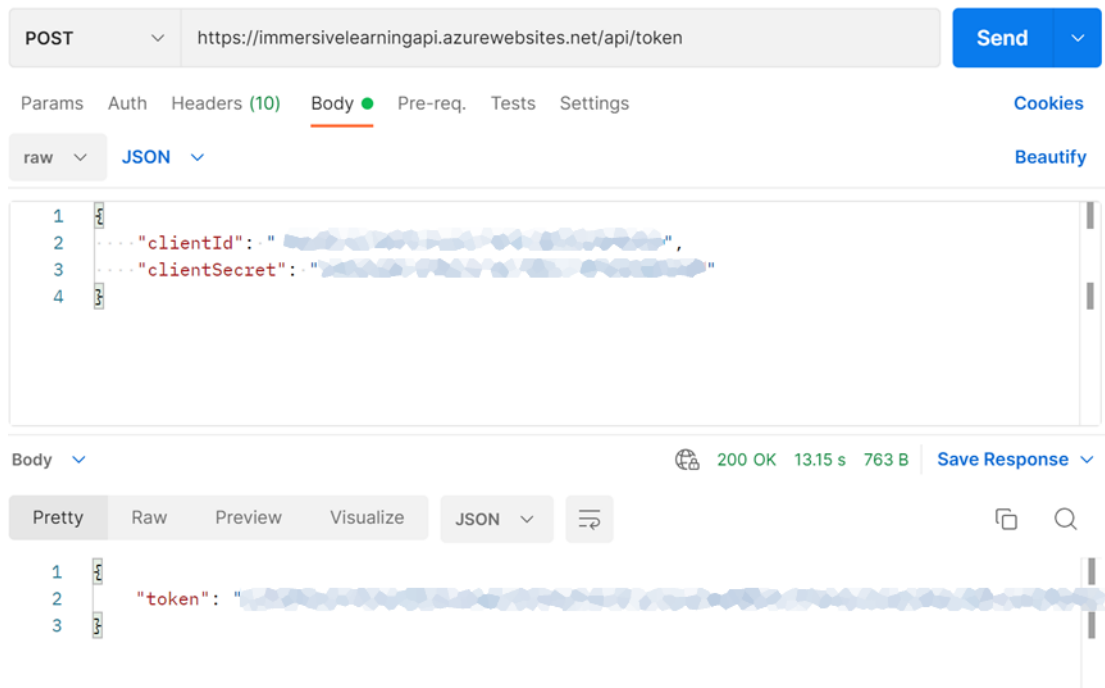 POST https://immersivelearningapi.azurewebsites.net/api/token Send
Params Auth Headers (10) Body Pre-req. Tests Settings Cookies
raw JSON Beautify
1 {
2 "clientId": " ",
3 "clientSecret": " "
4 }
Body 200 OK 13.15 s 763 B Save Response
Pretty Raw Preview Visualize JSON
1 {
2 "token": "
3 }